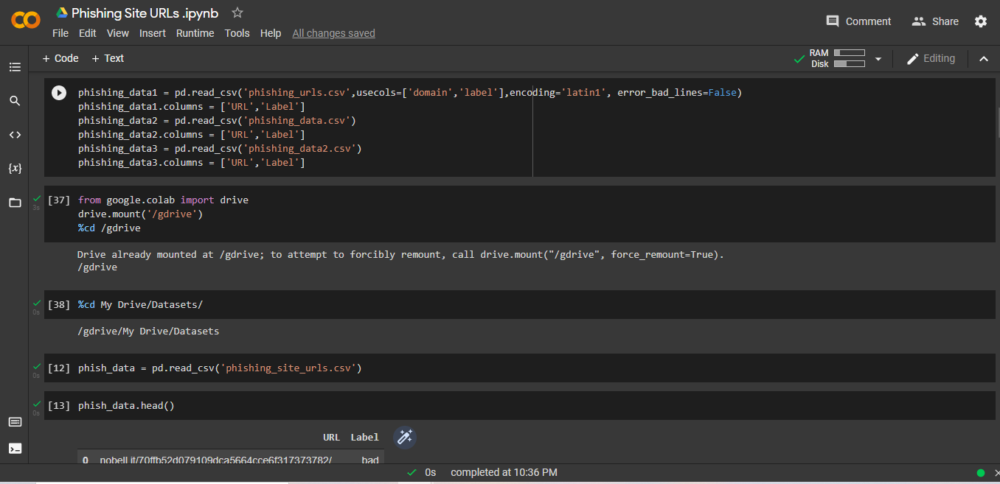 Phishing Site URLs .ipynb
File Edit View Insert Runtime Tools Help All changes saved
Comment Share
+ Code + Text
RAM
Disk
Editing
phishing_data1 = pd.read_csv('phishing_urls.csv',usecols=['domain','label'],encoding='latin1', error_bad_lines=False)
phishing_data1.columns = ['URL','Label']
phishing_data2 = pd.read_csv('phishing_data.csv')
phishing_data2.columns = ['URL','Label']
phishing_data3 = pd.read_csv('phishing_data2.csv')
phishing_data3.columns = ['URL','Label']
{x}
[37] from google.colab import drive
3s
drive.mount('/gdrive')
%cd /gdrive
Drive already mounted at /gdrive; to attempt to forcibly remount, call drive.mount("/gdrive", force_remount=True).
/gdrive
[38] %cd My Drive/Datasets/
0s
/gdrive/My Drive/Datasets
[12] phish_data = pd.read_csv('phishing_site_urls.csv')
0s
[13] phish_data.head()
0s
URL Label
0 nobell.it/70ffb52d079109dca5664cce6f317373782/ bad
0s completed at 10:36 PM